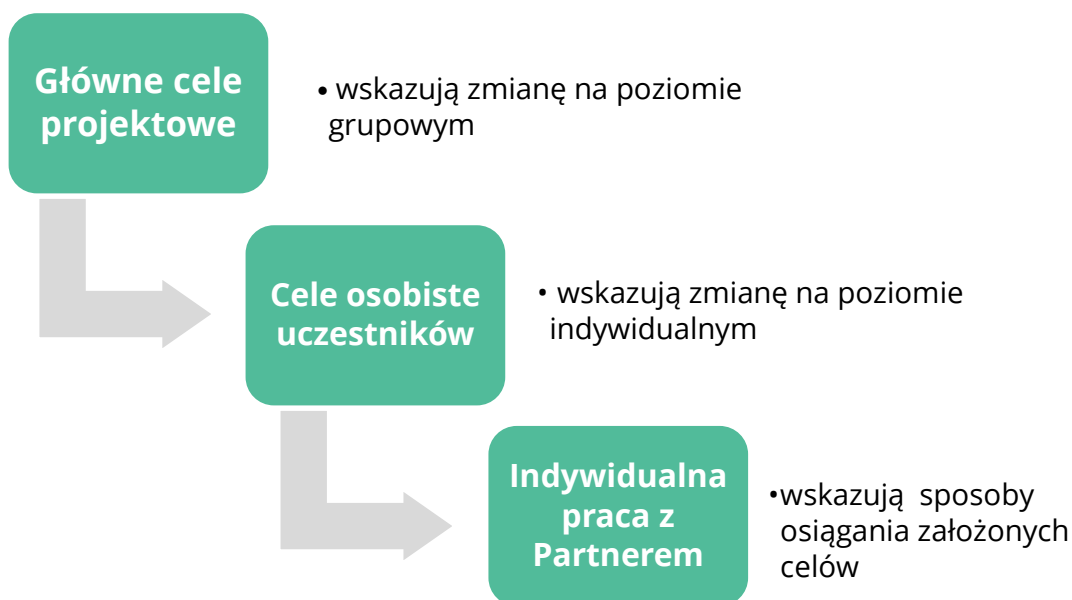 Główne cele
projektowe
• wskazują zmianę na poziomie
grupowym
Cele osobiste
uczestników
• wskazują zmianę na poziomie
indywidualnym
Indywidualna
praca z
Partnerem
•wskazują sposoby
osiągania założonych
celów